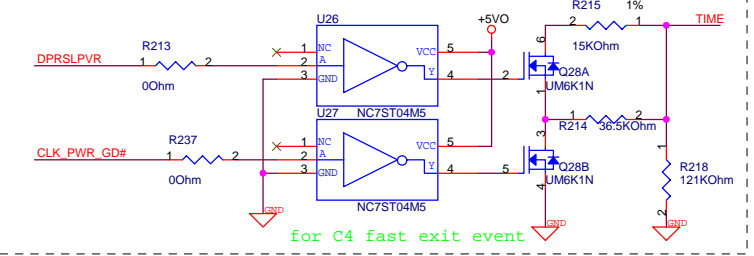 R215 1%
U26 +5VO 2 1 TIME
R213 1 NC VCC 5 6 15KOhm
DPRSLPVR 1 2 2 A
0Ohm 3 GND Y 4 2 Q28A
NC7ST04M5 1 UM6K1N
U27 3 1 2
R237 1 NC VCC 5 R214 36.5KOhm
CLK_PWR_GD# 1 2 2 A 1
0Ohm 3 GND Y 4 5 Q28B R218
NC7ST04M5 4 UM6K1N 121KOhm
2
GND GND GND
for C4 fast exit event